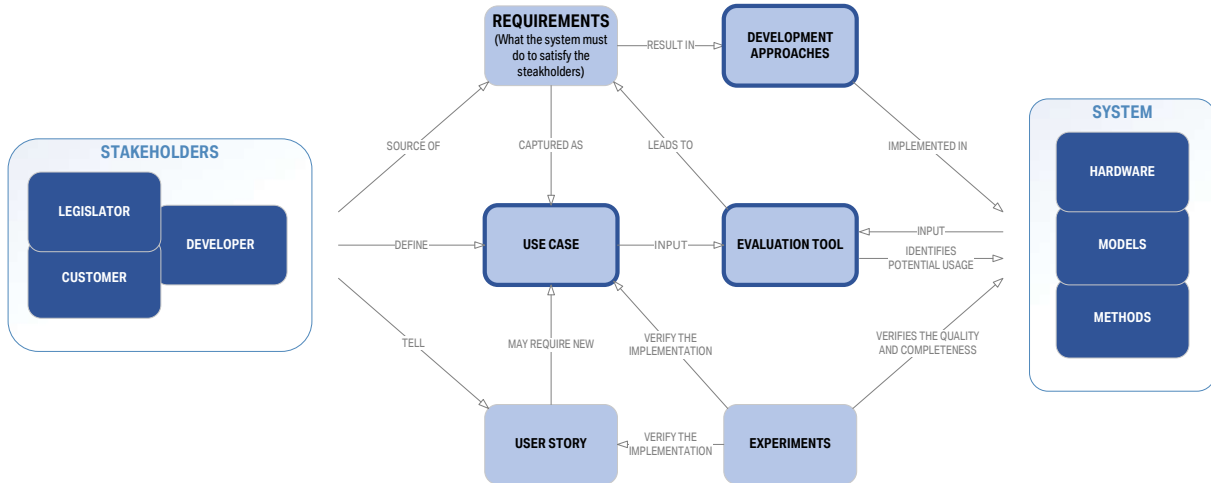 REQUIREMENTS
(What the system must
do to satisfy the
steakholders)
RESULT IN
DEVELOPMENT
APPROACHES
STAKEHOLDERS
LEGISLATOR
DEVELOPER
CUSTOMER
SOURCE OF
CAPTURED AS
LEADS TO
IMPLEMENTED IN
SYSTEM
HARDWARE
MODELS
METHODS
DEFINE
USE CASE
INPUT
EVALUATION TOOL
INPUT
IDENTIFIES
POTENTIAL USAGE
TELL
MAY REQUIRE NEW
VERIFY THE
IMPLEMENTATION
VERIFIES THE QUALITY
AND COMPLETENESS
USER STORY
VERIFY THE
IMPLEMENTATION
EXPERIMENTS